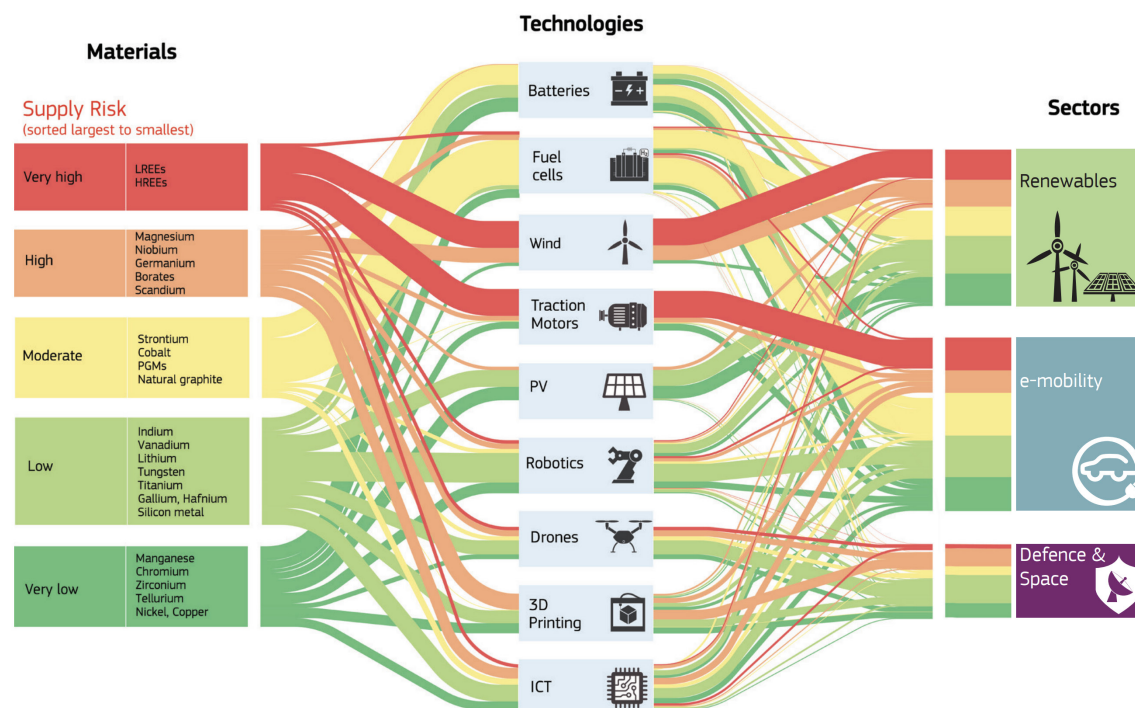 Technologies
Materials
Sectors
Supply Risk
(sorted largest to smallest)
Very high
LREEs
HREEs
High
Magnesium
Niobium
Germanium
Borates
Scandium
Moderate
Strontium
Cobalt
PGMs
Natural graphite
Low
Indium
Vanadium
Lithium
Tungsten
Titanium
Gallium, Hafnium
Silicon metal
Very low
Manganese
Chromium
Zirconium
Tellurium
Nickel, Copper
Batteries
Fuel
cells
H2
Wind
Traction
Motors
PV
Robotics
Drones
3D
Printing
ICT
Renewables
e-mobility
Defence &
Space